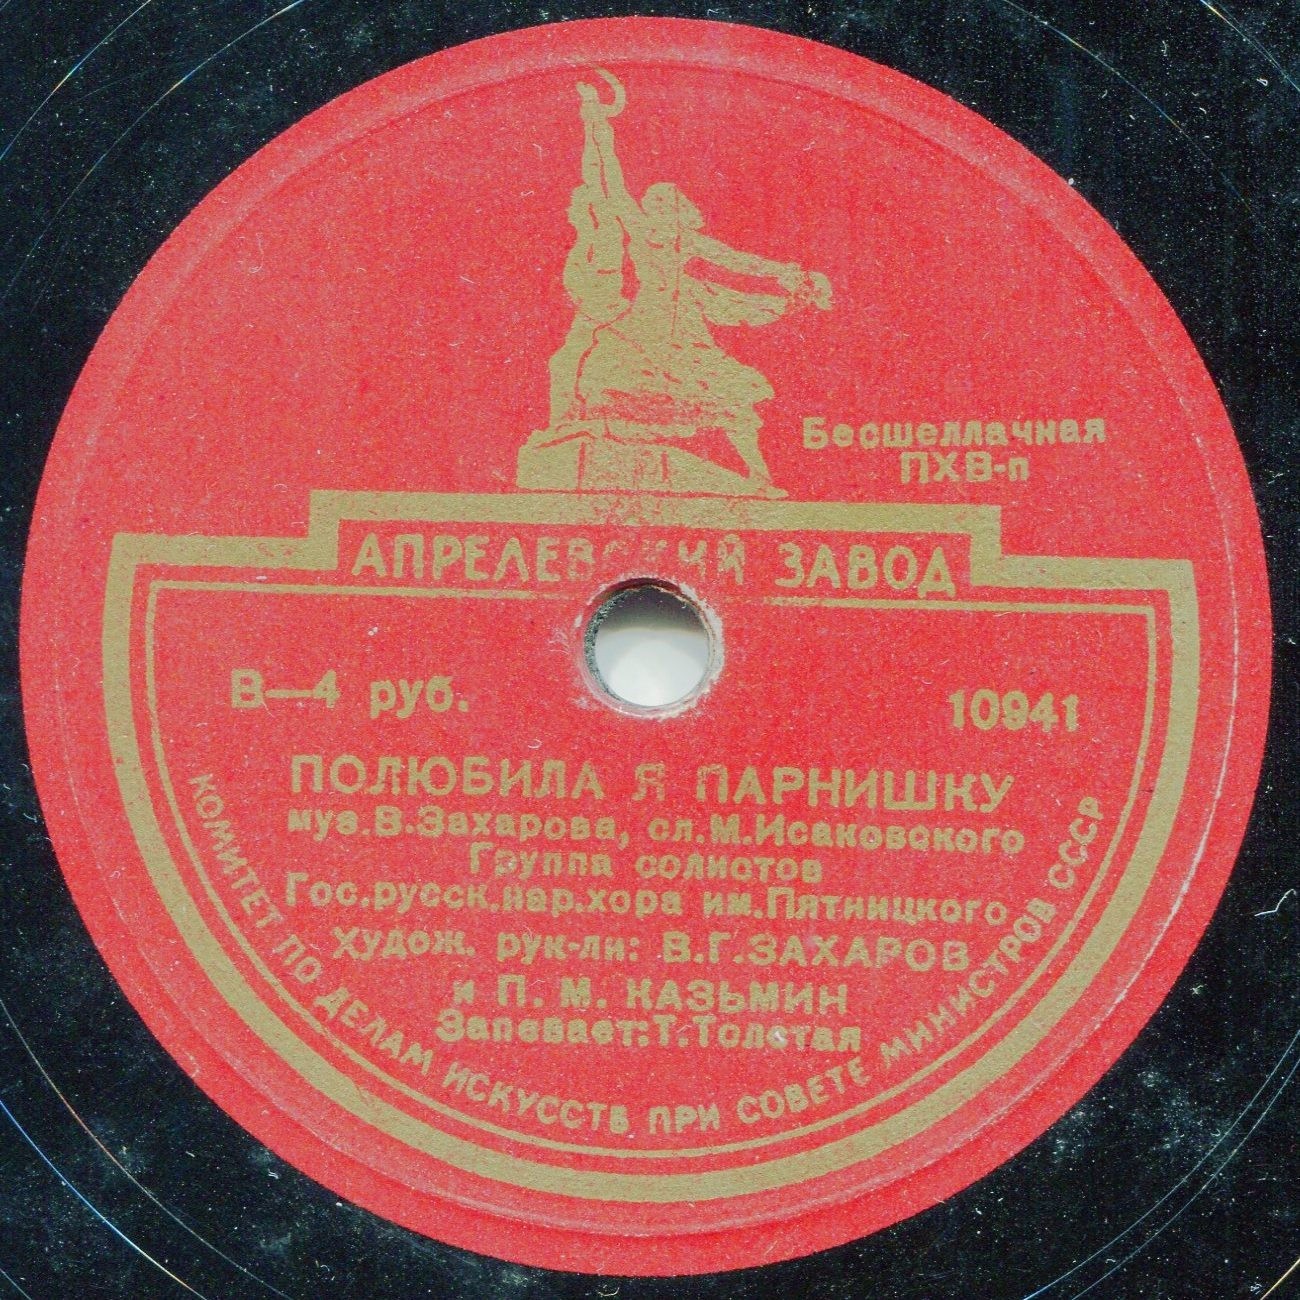 Бесшеллачная
ПХВ-п
АПРЕЛЕВСКИЙ ЗАВОД
В—4 руб.
10941
ПОЛЮБИЛА Я ПАРНИШКУ
муз.В.Захарова, сл.М.Исаковского
Группа солистов
Гос.русск.нар.хора им.Пятницкого
Худож. рук-ли: В.Г.ЗАХАРОВ
и П. М. КАЗЬМИН
Запевает:Т.Толстая
КОМИТЕТ ПО ДЕЛАМ ИСКУССТВ ПРИ СОВЕТЕ МИНИСТРОВ СССР